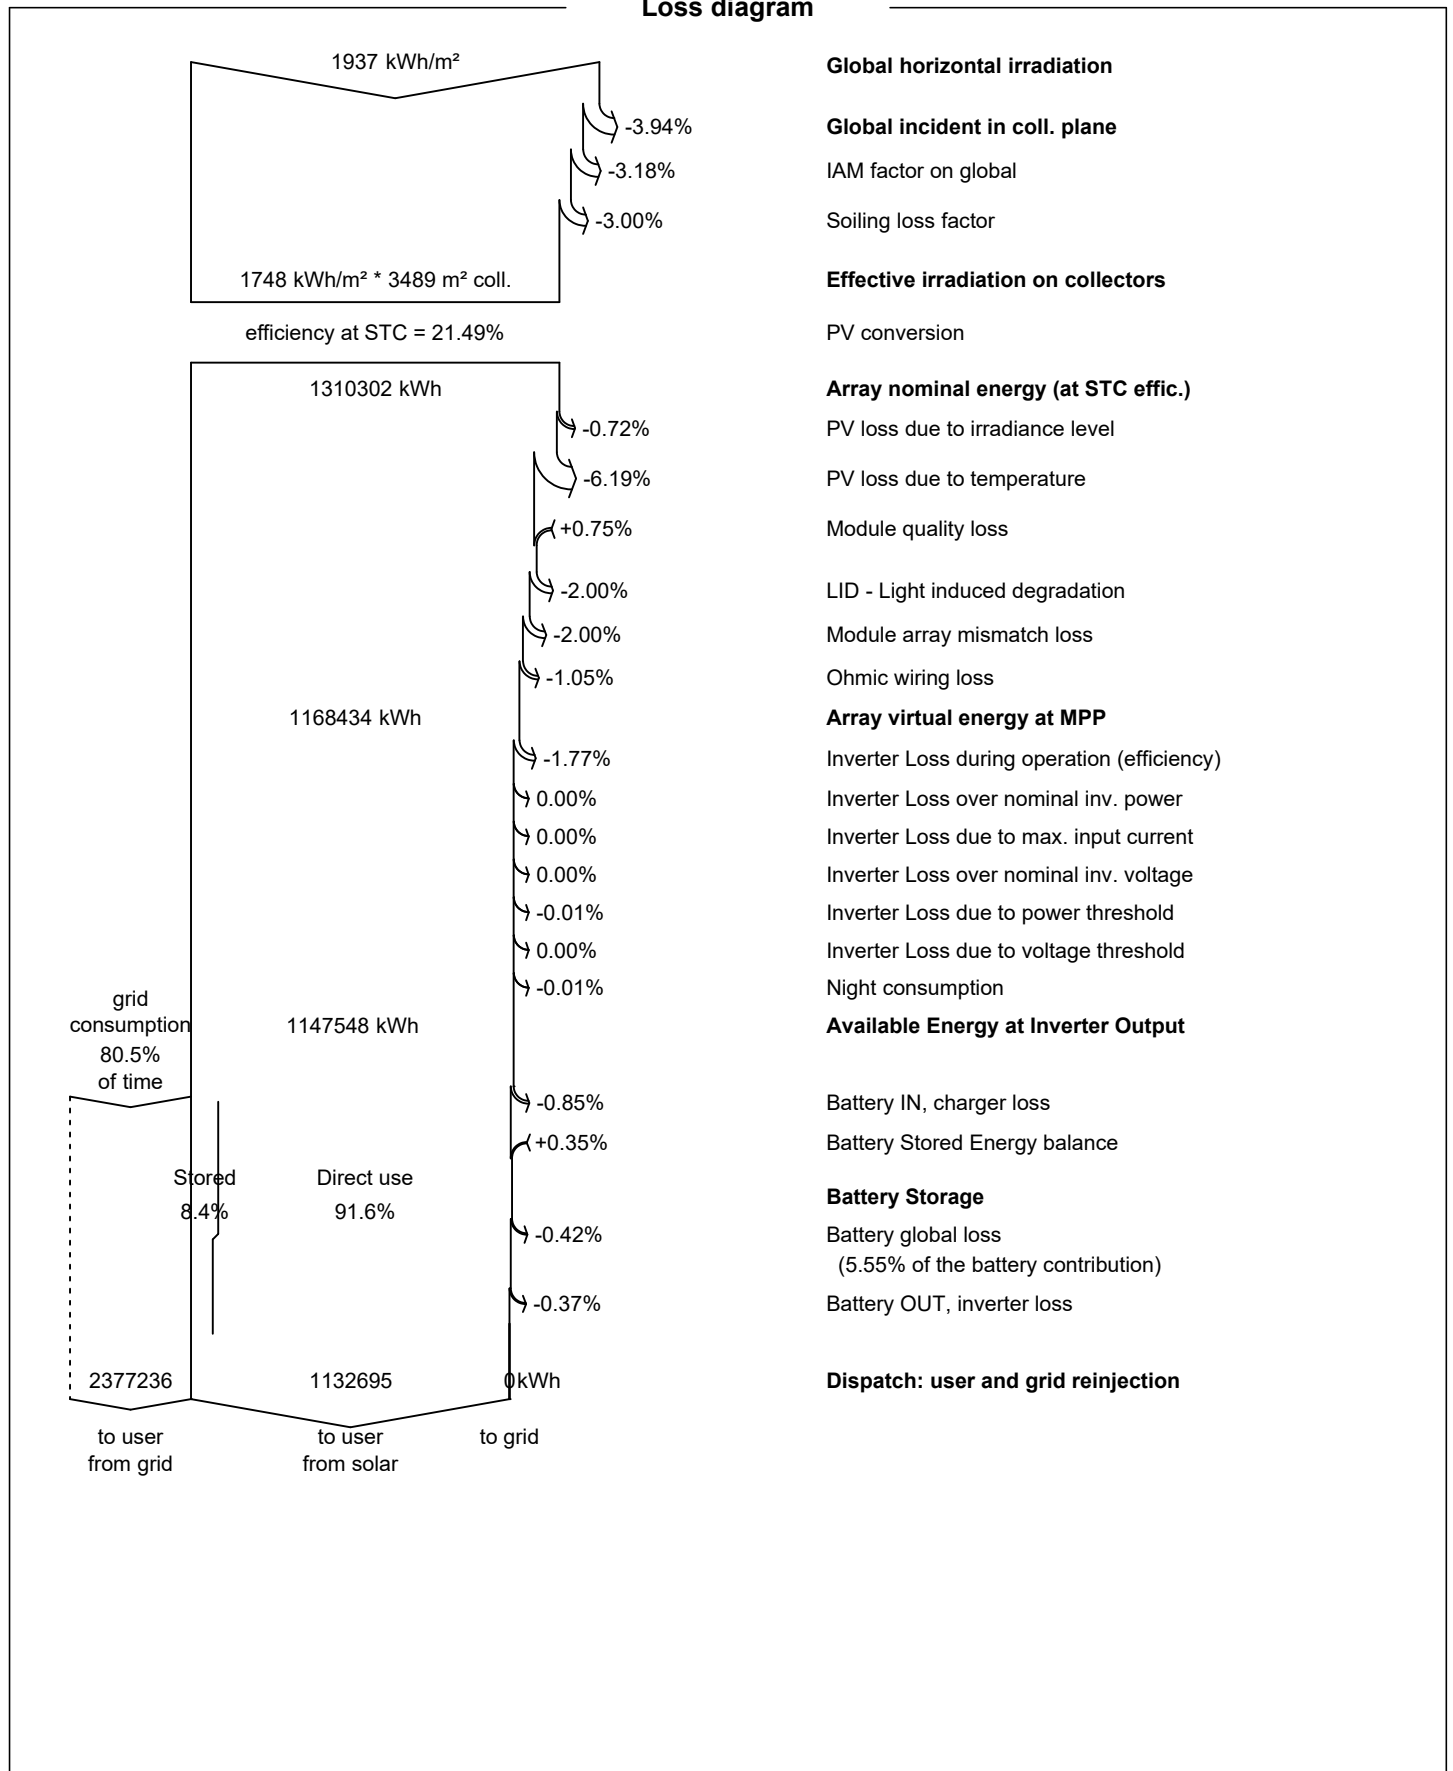 Loss diagram
1937 kWh/m²
Global horizontal irradiation
-3.94%
Global incident in coll. plane
-3.18%
IAM factor on global
-3.00%
Soiling loss factor
1748 kWh/m² * 3489 m² coll.
Effective irradiation on collectors
efficiency at STC = 21.49%
PV conversion
1310302 kWh
Array nominal energy (at STC effic.)
-0.72%
PV loss due to irradiance level
-6.19%
PV loss due to temperature
+0.75%
Module quality loss
-2.00%
LID - Light induced degradation
-2.00%
Module array mismatch loss
-1.05%
Ohmic wiring loss
1168434 kWh
Array virtual energy at MPP
-1.77%
Inverter Loss during operation (efficiency)
0.00%
Inverter Loss over nominal inv. power
0.00%
Inverter Loss due to max. input current
0.00%
Inverter Loss over nominal inv. voltage
-0.01%
Inverter Loss due to power threshold
0.00%
Inverter Loss due to voltage threshold
-0.01%
Night consumption
grid
consumption
80.5%
of time
1147548 kWh
Available Energy at Inverter Output
-0.85%
Battery IN, charger loss
+0.35%
Battery Stored Energy balance
Stored
8.4%
Direct use
91.6%
Battery Storage
-0.42%
Battery global loss
(5.55% of the battery contribution)
-0.37%
Battery OUT, inverter loss
2377236
1132695
0kWh
Dispatch: user and grid reinjection
to user
from grid
to user
from solar
to grid